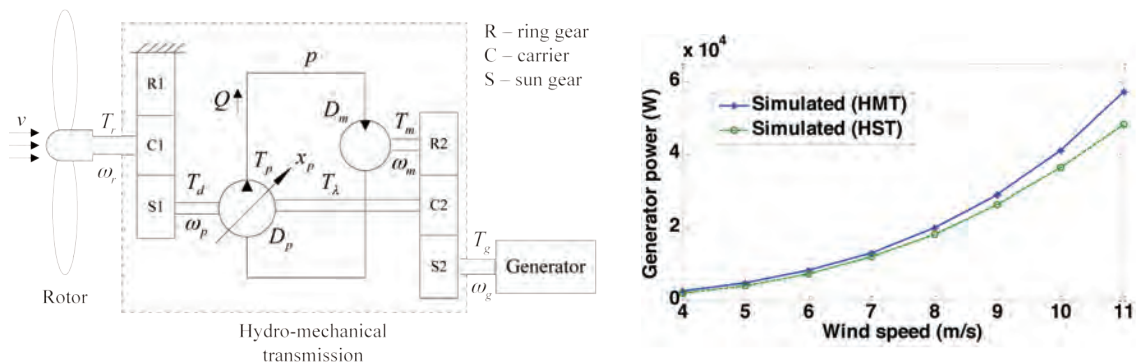 R – ring gear
C – carrier
S – sun gear
p
Q
D_m
R1
C1
S1
v
T_r
ω_r
T_d
ω_p
T_p
x_p
T_λ
D_p
T_m
ω_m
R2
C2
S2
T_g
ω_g
Generator
Rotor
Hydro-mechanical
transmission
x 10^4
6
4
2
0
Generator power (W)
Simulated (HMT)
Simulated (HST)
4 5 6 7 8 9 10 11
Wind speed (m/s)